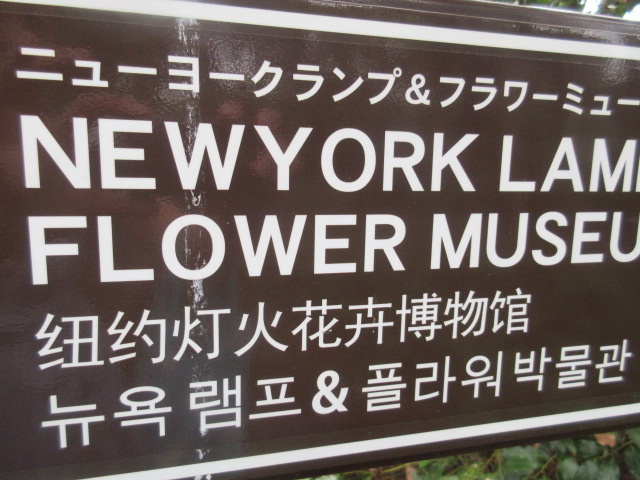 ニューヨークランプ&フラワーミュー
NEWYORK LAM
FLOWER MUSEU
纽约灯火花卉博物馆
뉴욕 램프 & 플라워 박물관